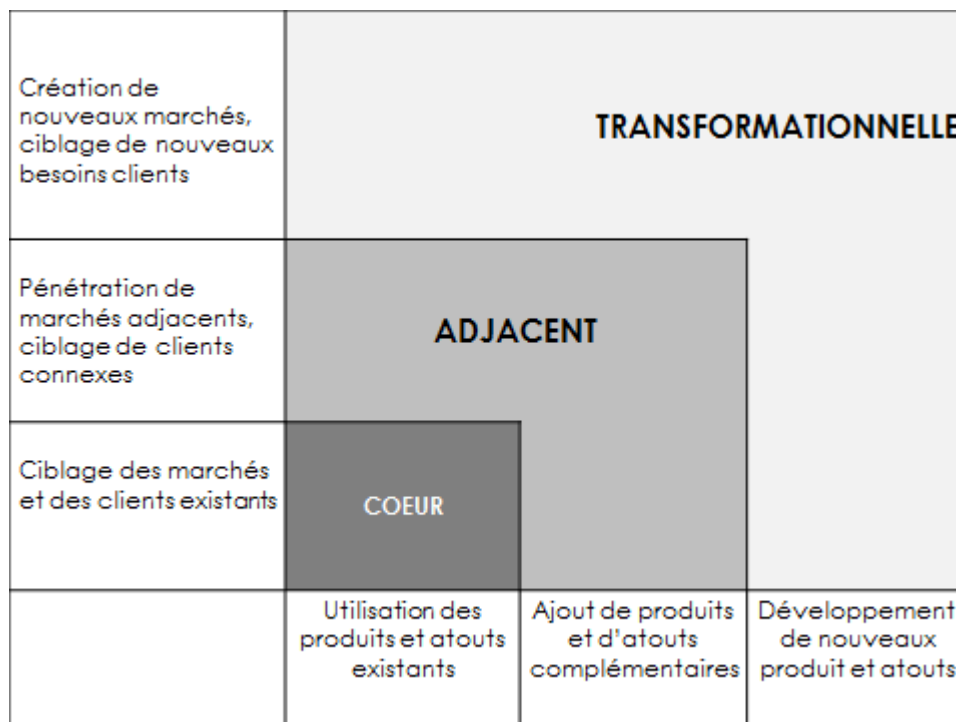 Création de
nouveaux marchés,
ciblage de nouveaux
besoins clients
TRANSFORMATIONNELLE
Pénétration de
marchés adjacents,
ciblage de clients
connexes
ADJACENT
Ciblage des marchés
et des clients existants
COEUR
Utilisation des
produits et atouts
existants
Ajout de produits
et d'atouts
complémentaires
Développement
de nouveaux
produit et atouts